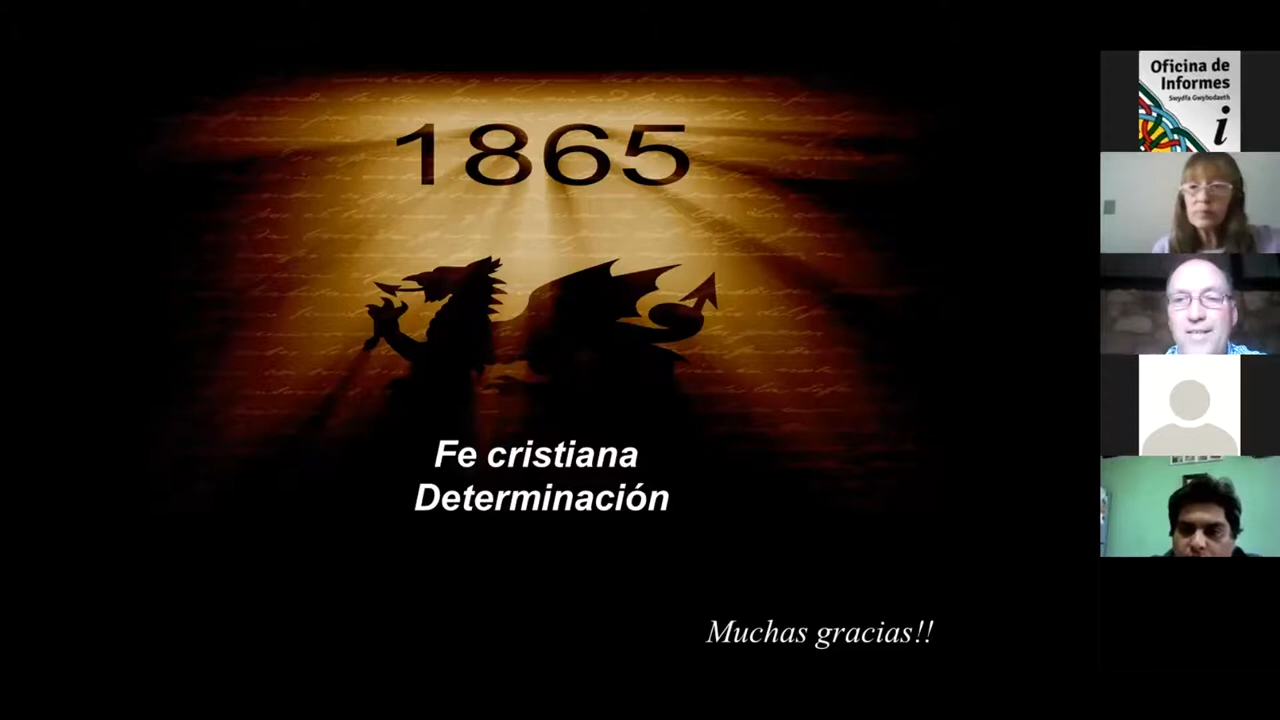 1865
Fe cristiana
Determinación
Muchas gracias!!
Oficina de
Informes
Swyddfa Gwybodaeth
i